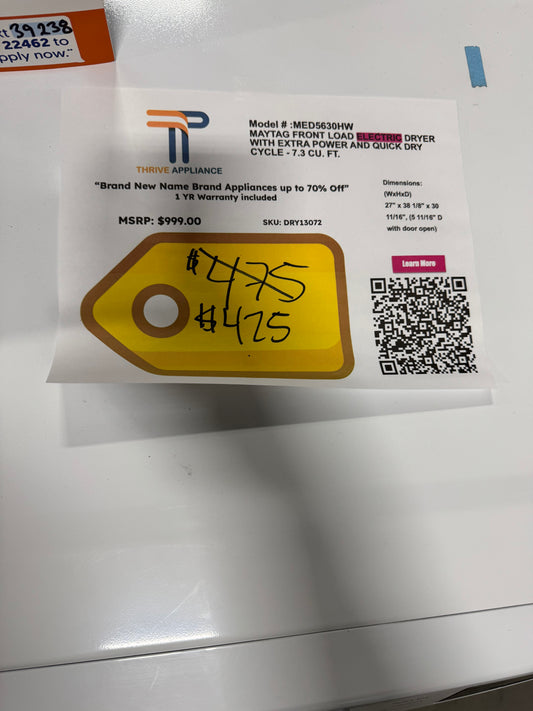 39238
22462 to
pply now."
THRIVE APPLIANCE
Model # :MED5630HW
MAYTAG FRONT LOAD ELECTRIC DRYER
WITH EXTRA POWER AND QUICK DRY
CYCLE - 7.3 CU. FT.
"Brand New Name Brand Appliances up to 70% Off"
1 YR Warranty included
MSRP: $999.00
SKU: DRY13072
Dimensions:
(WxHxD)
27" x 38 1/8" x 30
11/16", (5 11/16" D
with door open)
Learn More
$475
$425